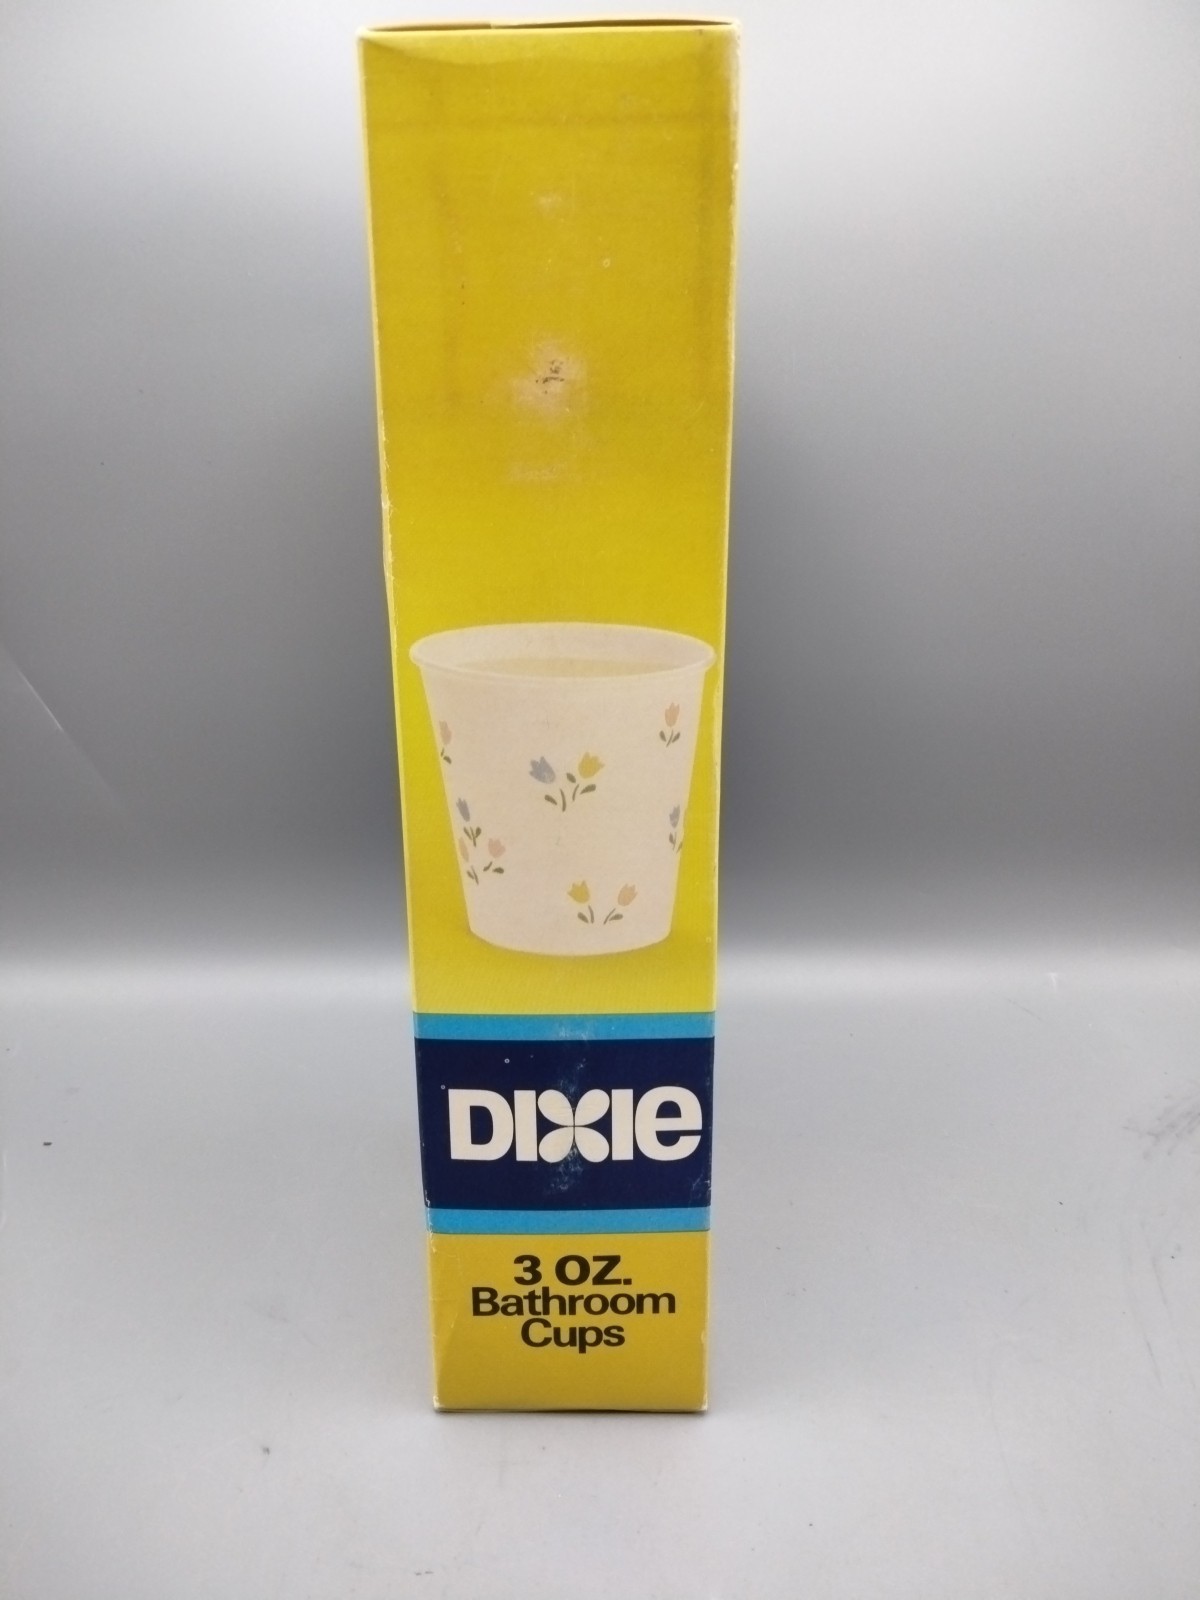 DIXIE
3 OZ.
Bathroom
Cups